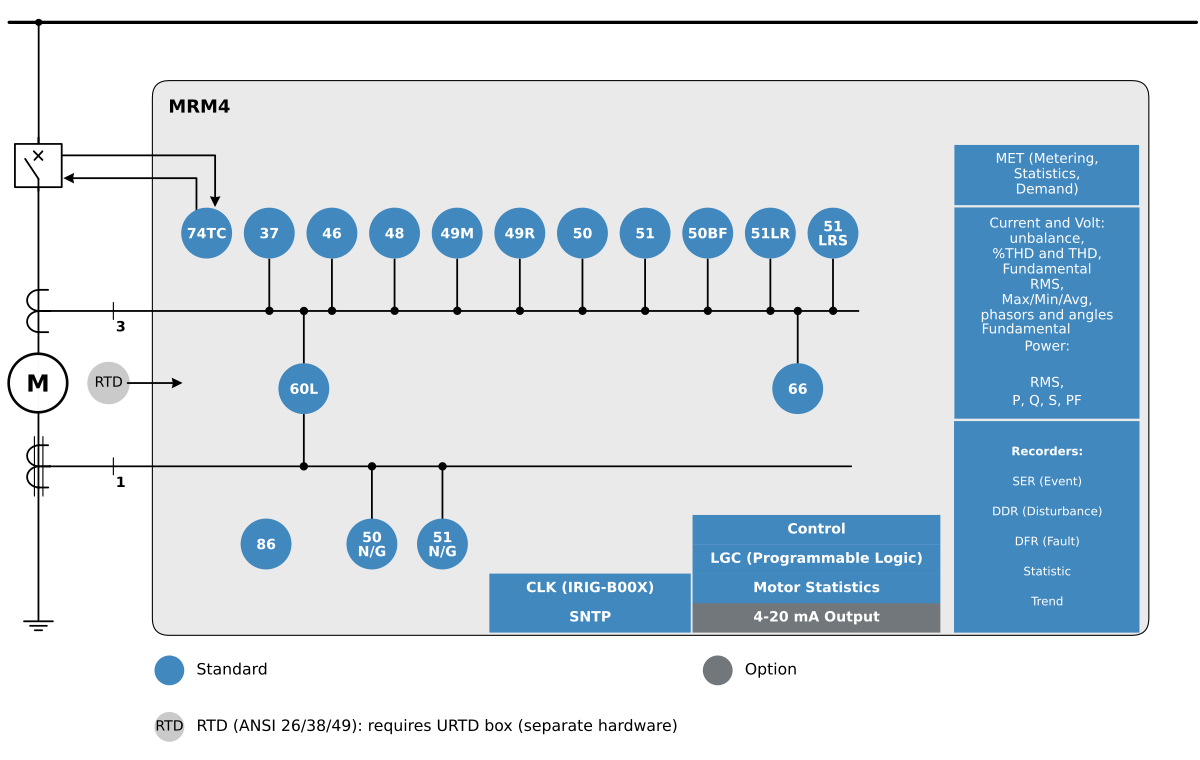 MRM4
MET (Metering,
Statistics,
Demand)
74TC
37
46
48
49M
49R
50
51
50BF
51LR
51
LRS
Current and Volt:
unbalance,
%THD and THD,
Fundamental
RMS,
Max/Min/Avg,
phasors and angles
Fundamental
Power:
RMS,
P, Q, S, PF
3
M
RTD
60L
66
1
Recorders:
SER (Event)
DDR (Disturbance)
DFR (Fault)
Statistic
Trend
86
50
N/G
51
N/G
Control
LGC (Programmable Logic)
CLK (IRIG-B00X)
Motor Statistics
SNTP
4-20 mA Output
Standard
Option
RTD
RTD (ANSI 26/38/49): requires URTD box (separate hardware)